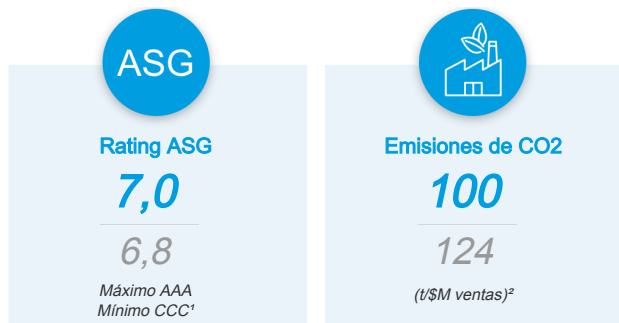 ASG
Rating ASG
7,0
6,8
Máximo AAA
Mínimo CCC¹
Emisiones de CO2
100
124
(t/$M ventas)²